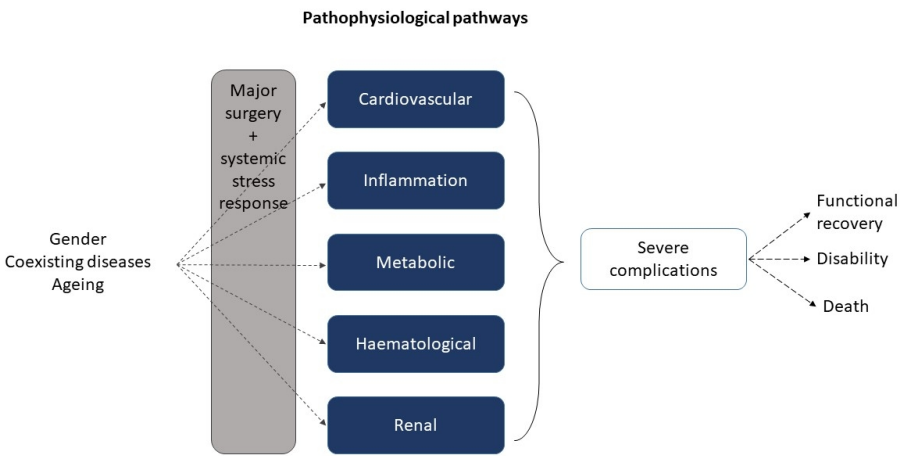 Pathophysiological pathways
Gender
Coexisting diseases
Ageing
Major
surgery
+
systemic
stress
response
Cardiovascular
Inflammation
Metabolic
Haematological
Renal
Severe
complications
Functional
recovery
Disability
Death